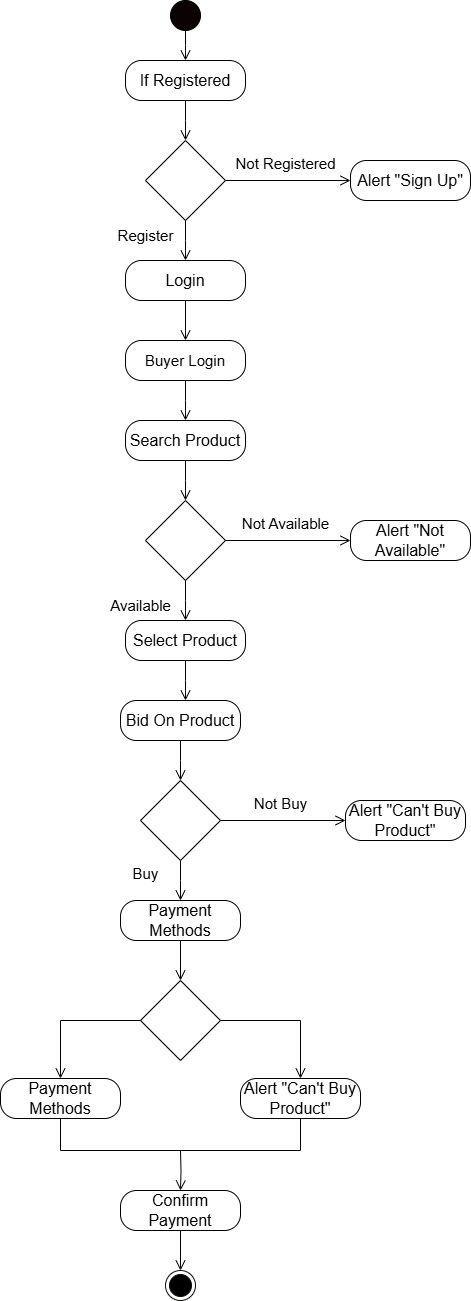 If Registered
Not Registered
Alert "Sign Up"
Register
Login
Buyer Login
Search Product
Not Available
Alert "Not
Available"
Available
Select Product
Bid On Product
Not Buy
Alert "Can't Buy
Product"
Buy
Payment
Methods
Payment
Methods
Alert "Can't Buy
Product"
Confirm
Payment